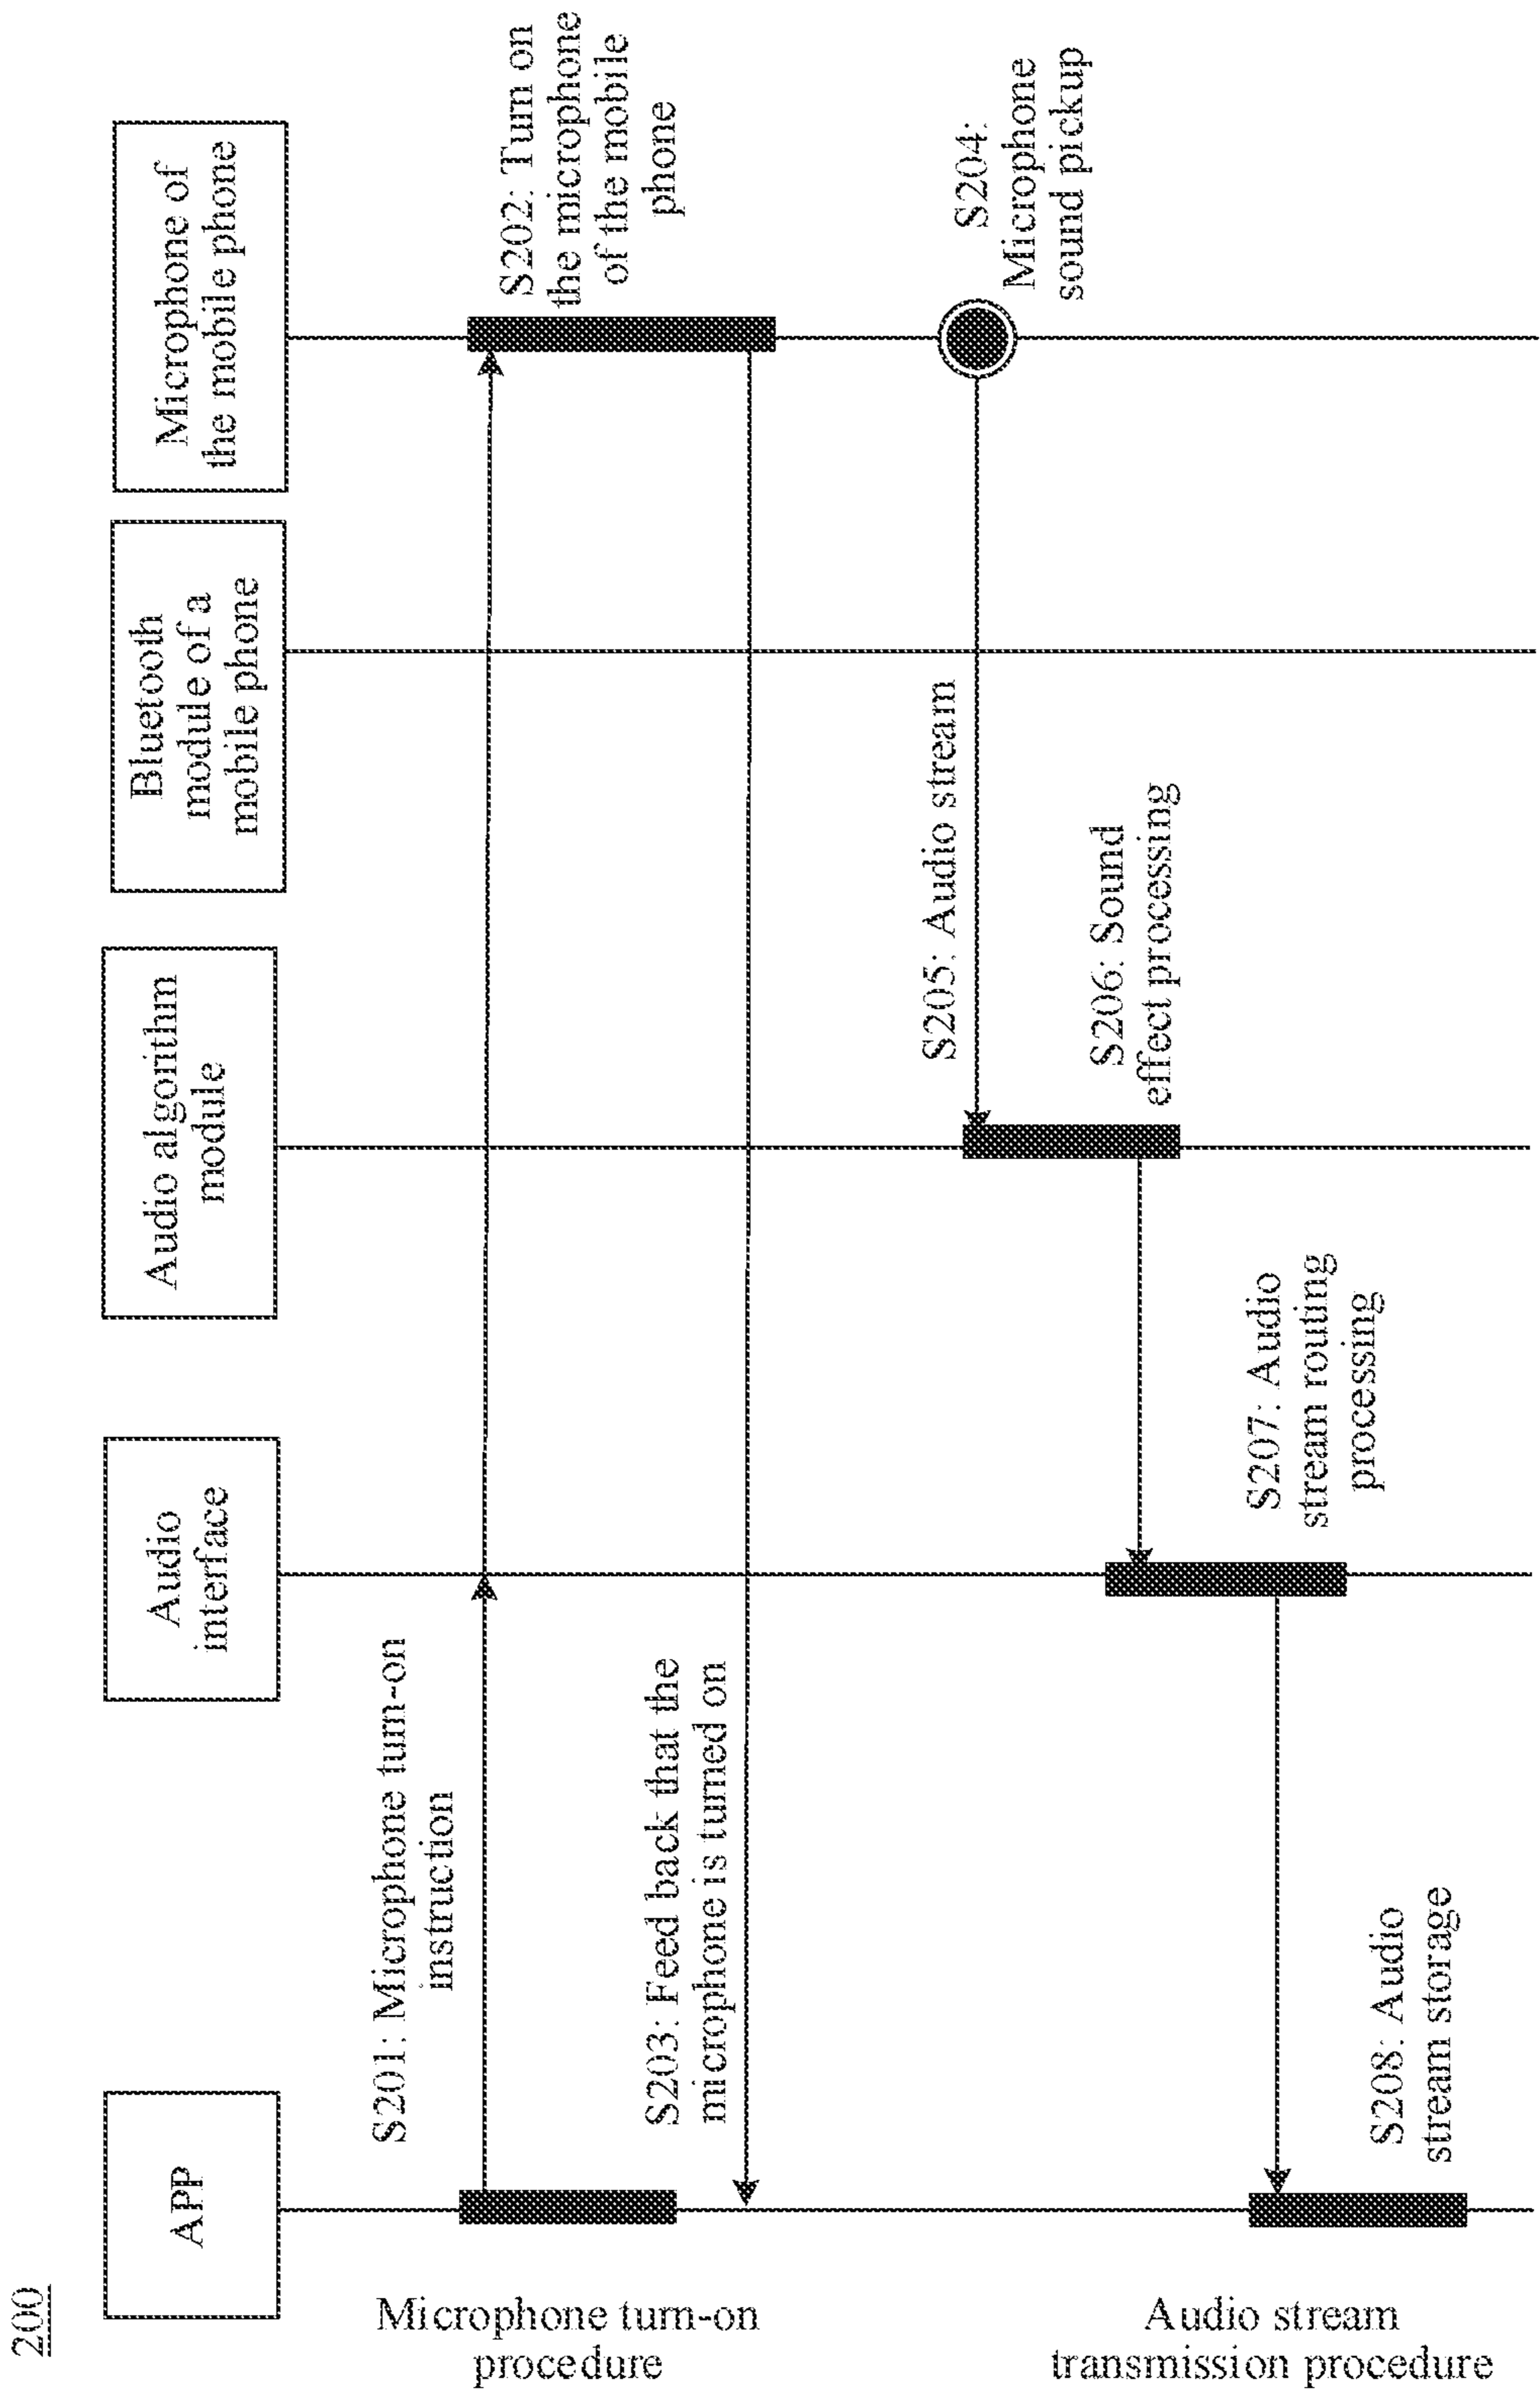 200
APP
Audio
interface
Audio algorithm
module
Bluetooth
module of a
mobile phone
Microphone of
the mobile phone
Microphone turn-on
procedure
S201: Microphone turn-on
instruction
S202: Turn on
the microphone
of the mobile
phone
S203: Feed back that the
microphone is turned on
Audio stream
transmission procedure
S204:
Microphone
sound pickup
S205: Audio stream
S206: Sound
effect processing
S207: Audio
stream routing
processing
S208: Audio
stream storage